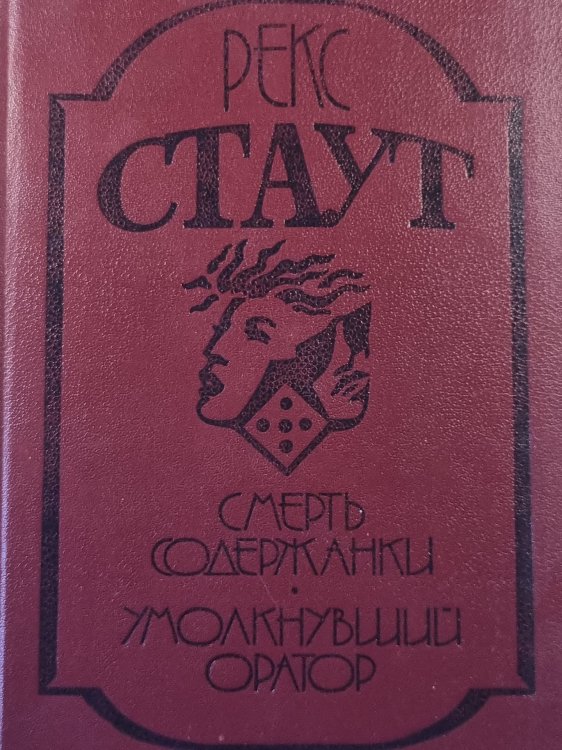 РЕКС
СТАУТ
СМЕРТЬ
СОДЕРЖАНКИ
·
УМОЛКНУВШИЙ
ОРАТОР